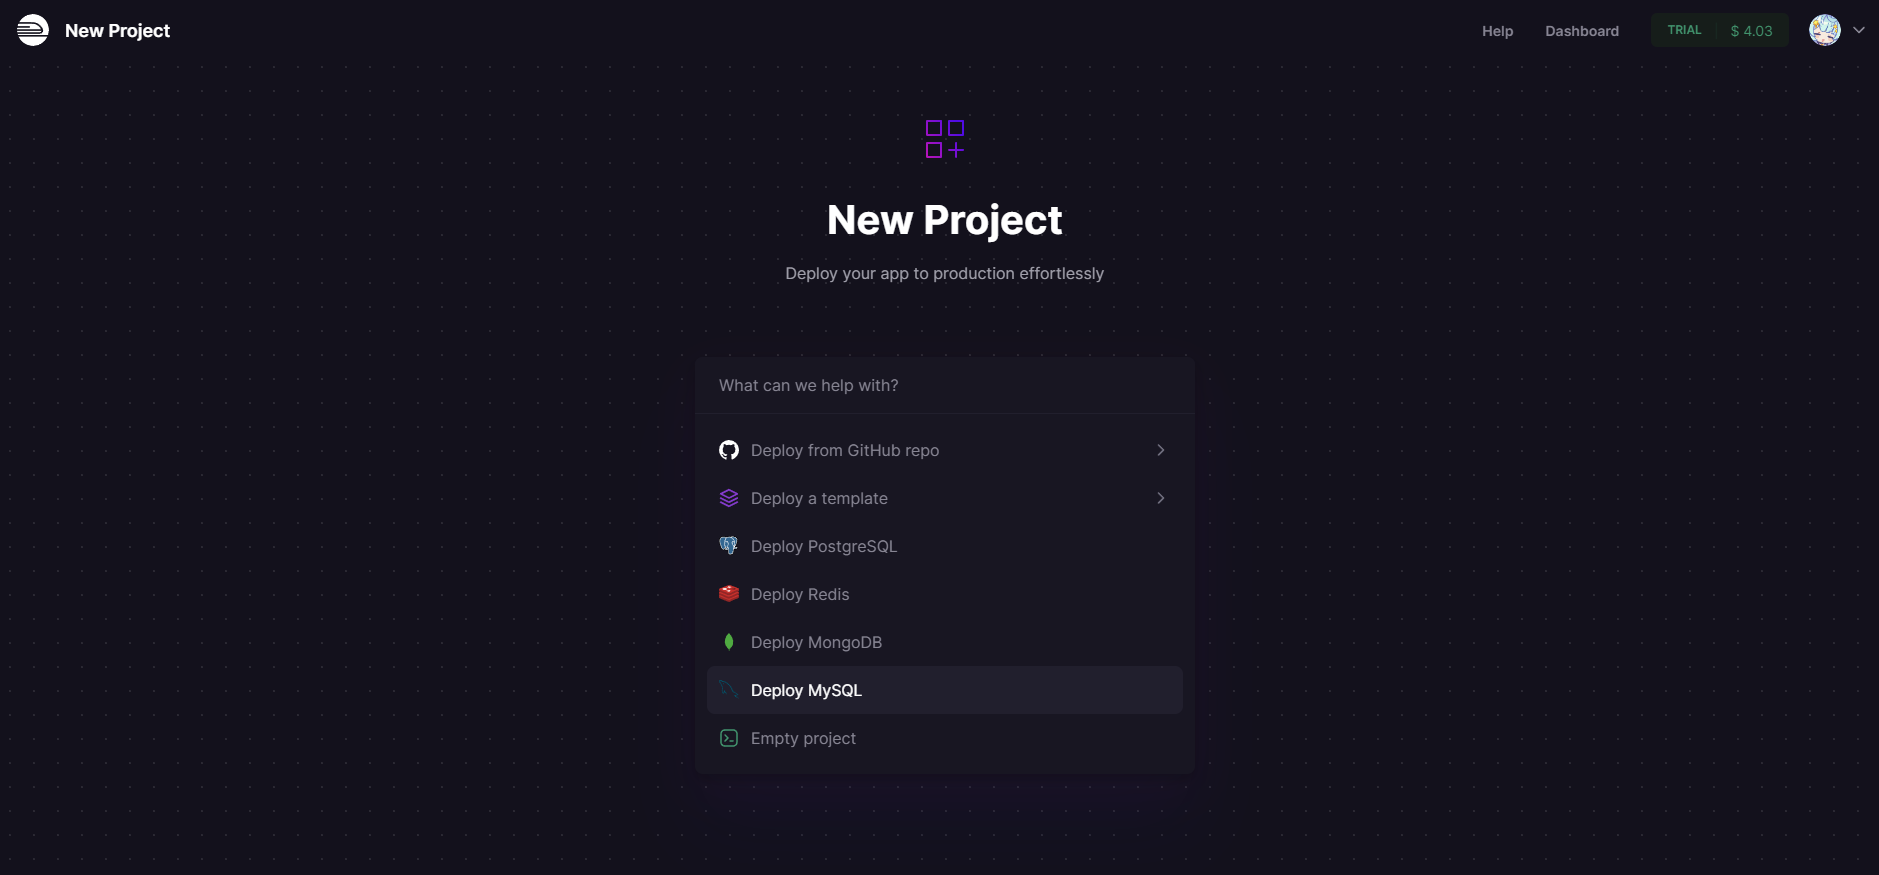 New Project
Help
Dashboard
TRIAL
$ 4.03
New Project
Deploy your app to production effortlessly
What can we help with?
Deploy from GitHub repo
Deploy a template
Deploy PostgreSQL
Deploy Redis
Deploy MongoDB
Deploy MySQL
Empty project